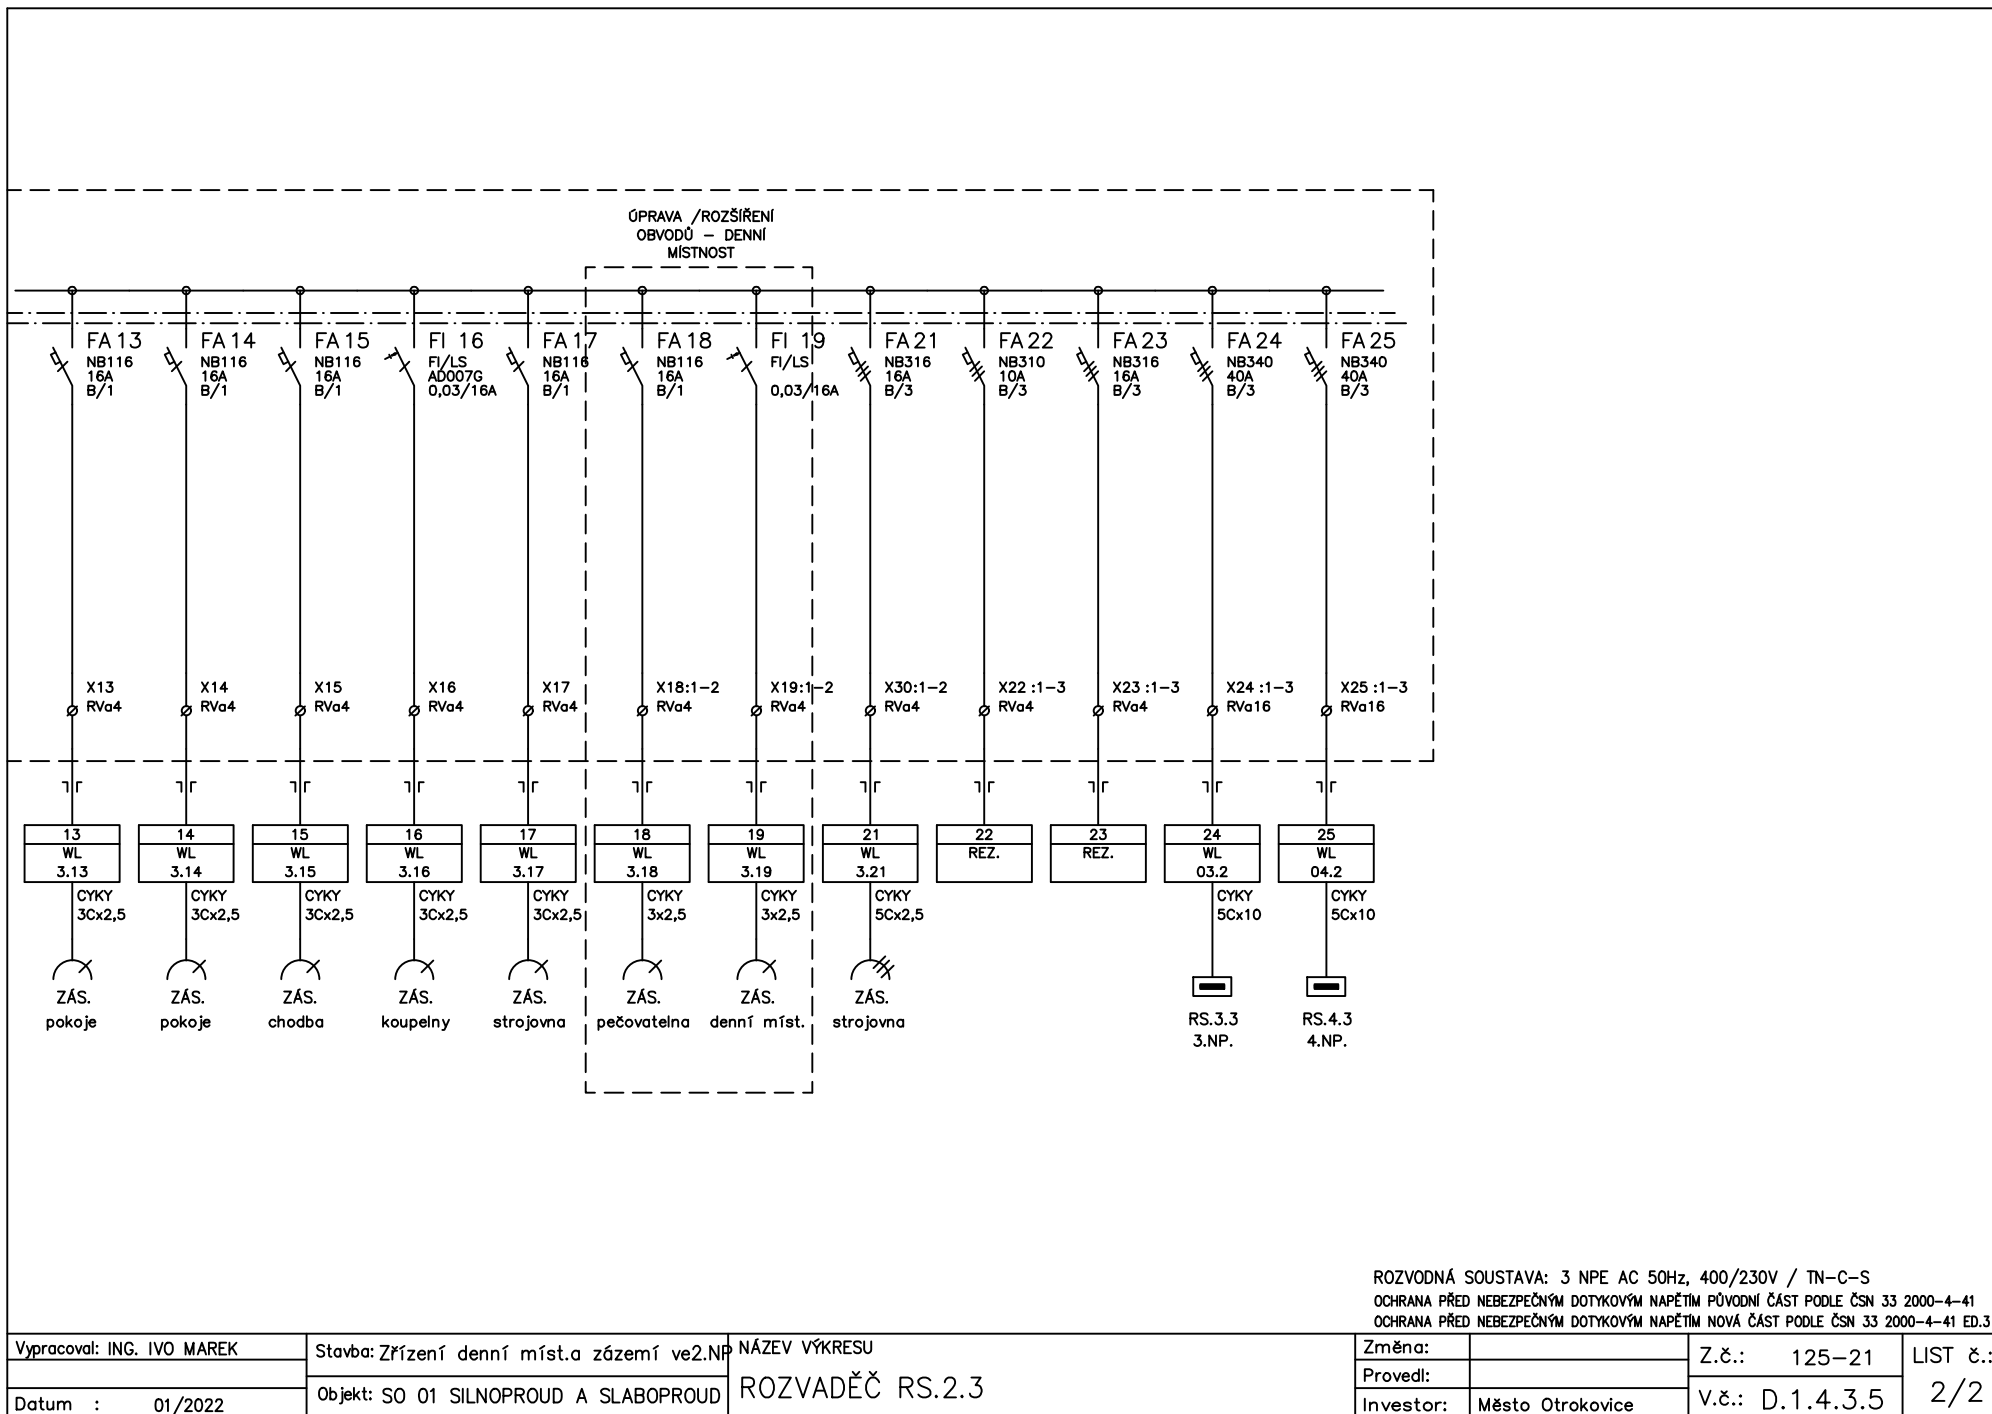 ÚPRAVA /ROZŠÍŘENÍ
OBVODŮ – DENNÍ
MÍSTNOST
FA 13
NB116
16A
B/1
FA 14
NB116
16A
B/1
FA 15
NB116
16A
B/1
FI 16
FI/LS
AD007G
0,03/16A
FA 17
NB116
16A
B/1
FA 18
NB116
16A
B/1
FI 19
FI/LS
0,03/16A
FA 21
NB316
16A
B/3
FA 22
NB310
10A
B/3
FA 23
NB316
16A
B/3
FA 24
NB340
40A
B/3
FA 25
NB340
40A
B/3
X13
RVa4
X14
RVa4
X15
RVa4
X16
RVa4
X17
RVa4
X18:1–2
RVa4
X19:1–2
RVa4
X30:1–2
RVa4
X22 :1–3
RVa4
X23 :1–3
RVa4
X24 :1–3
RVa16
X25 :1–3
RVa16
13
WL
3.13
14
WL
3.14
15
WL
3.15
16
WL
3.16
17
WL
3.17
18
WL
3.18
19
WL
3.19
21
WL
3.21
22
REZ.
23
REZ.
24
WL
03.2
25
WL
04.2
CYKY
3Cx2,5
CYKY
3Cx2,5
CYKY
3Cx2,5
CYKY
3Cx2,5
CYKY
3Cx2,5
CYKY
3x2,5
CYKY
3x2,5
CYKY
5Cx2,5
CYKY
5Cx10
CYKY
5Cx10
ZÁS.
pokoje
ZÁS.
pokoje
ZÁS.
chodba
ZÁS.
koupelny
ZÁS.
strojovna
ZÁS.
pečovatelna
ZÁS.
denní míst.
ZÁS.
strojovna
RS.3.3
3.NP.
RS.4.3
4.NP.
ROZVODNÁ SOUSTAVA: 3 NPE AC 50Hz, 400/230V / TN–C–S
OCHRANA PŘED NEBEZPEČNÝM DOTYKOVÝM NAPĚTÍM PŮVODNÍ ČÁST PODLE ČSN 33 2000–4–41
OCHRANA PŘED NEBEZPEČNÝM DOTYKOVÝM NAPĚTÍM NOVÁ ČÁST PODLE ČSN 33 2000–4–41 ED.3
Vypracoval: ING. IVO MAREK
Datum : 01/2022
Stavba: Zřízení denní míst.a zázemí ve2.NP
Objekt: SO 01 SILNOPROUD A SLABOPROUD
NÁZEV VÝKRESU
ROZVADĚČ RS.2.3
Změna:
Provedl:
Investor: Město Otrokovice
Z.č.: 125–21
V.č.: D.1.4.3.5
LIST č.:
2/2